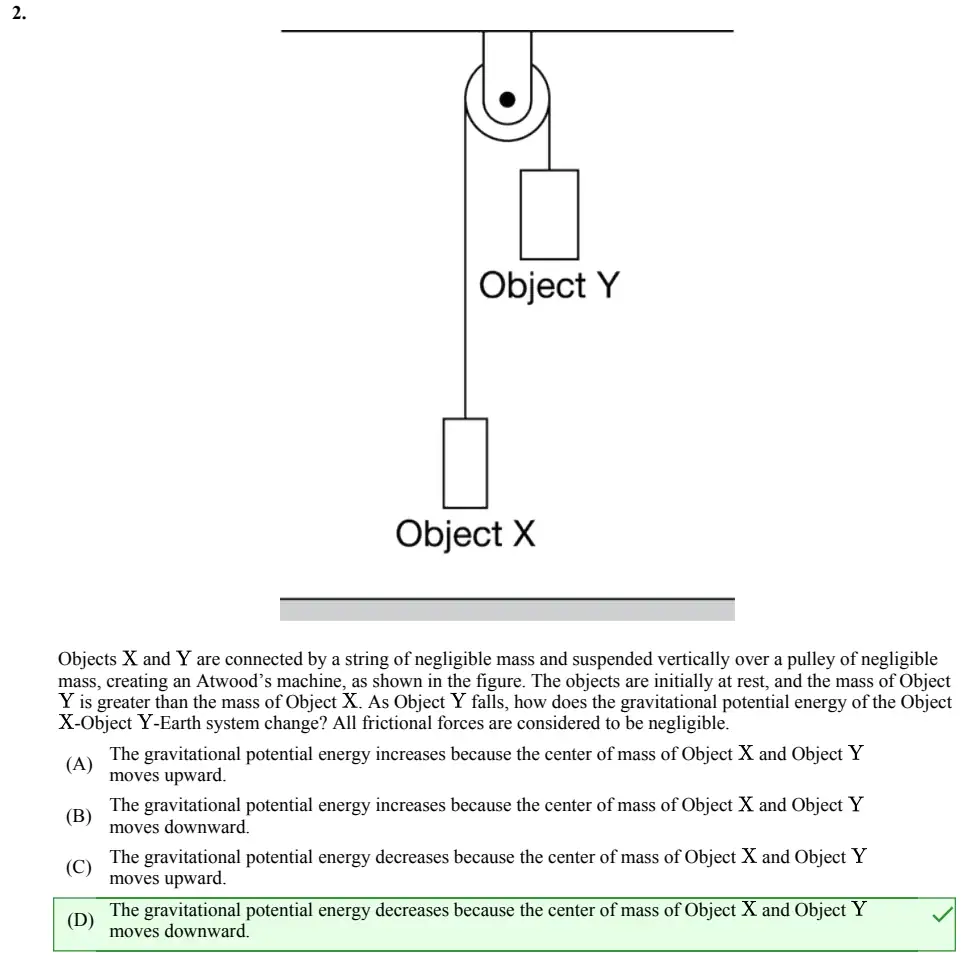 2.
Object Y
Object X
Objects X and Y are connected by a string of negligible mass and suspended vertically over a pulley of negligible
mass, creating an Atwood’s machine, as shown in the figure. The objects are initially at rest, and the mass of Object
Y is greater than the mass of Object X. As Object Y falls, how does the gravitational potential energy of the Object
X-Object Y-Earth system change? All frictional forces are considered to be negligible.
(A) The gravitational potential energy increases because the center of mass of Object X and Object Y
moves upward.
(B) The gravitational potential energy increases because the center of mass of Object X and Object Y
moves downward.
(C) The gravitational potential energy decreases because the center of mass of Object X and Object Y
moves upward.
(D) The gravitational potential energy decreases because the center of mass of Object X and Object Y
moves downward.